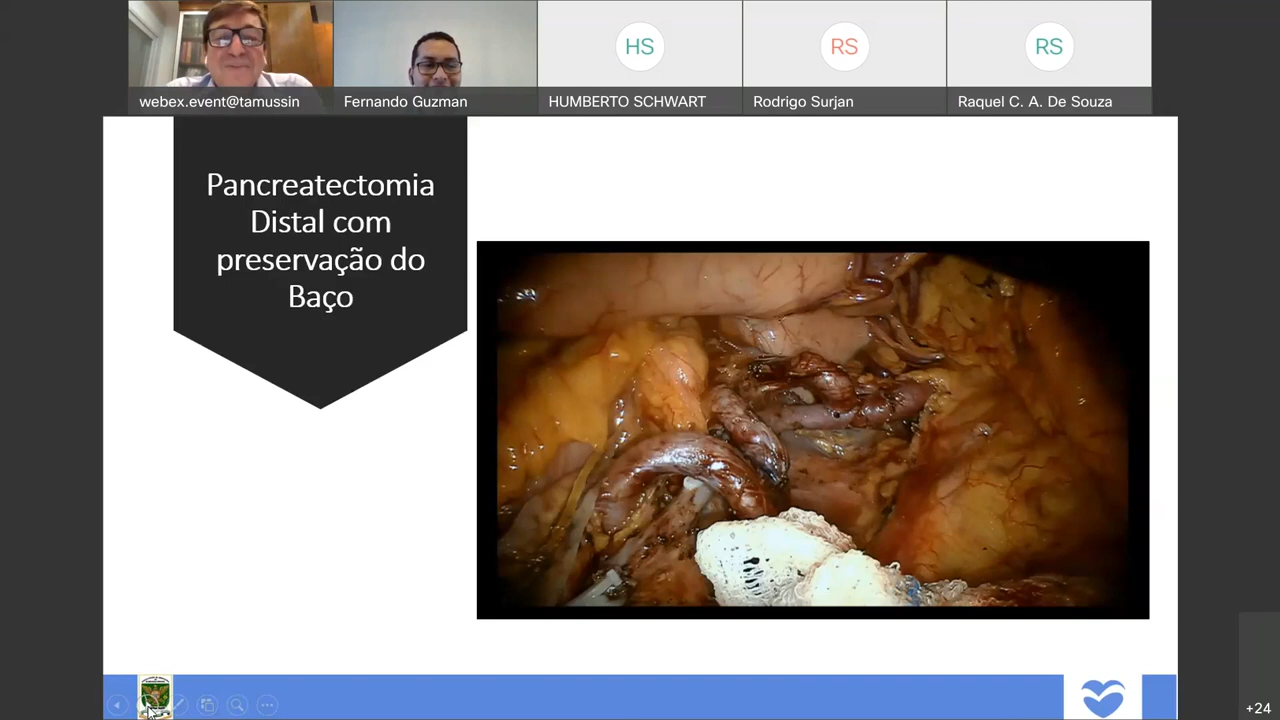 HS
RS
RS
webex.event@tamussin
Fernando Guzman
HUMBERTO SCHWART
Rodrigo Surjan
Raquel C. A. De Souza
Pancreatectomia
Distal com
preservação do
Baço
+24